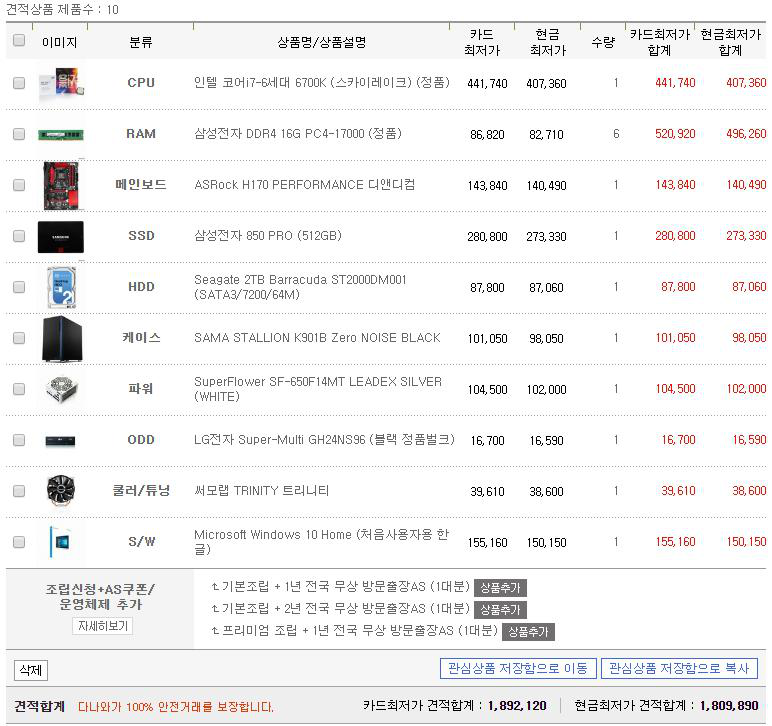 견적상품 제품수 : 10
이미지 분류 상품명/상품설명 카드 최저가 현금 최저가 수량 카드최저가 합계 현금최저가 합계
CPU 인텔 코어i7-6세대 6700K (스카이레이크) (정품) 441,740 407,360 1 441,740 407,360
RAM 삼성전자 DDR4 16G PC4-17000 (정품) 86,820 82,710 6 520,920 496,260
메인보드 ASRock H170 PERFORMANCE 디앤디컴 143,840 140,490 1 143,840 140,490
SSD 삼성전자 850 PRO (512GB) 280,800 273,330 1 280,800 273,330
HDD Seagate 2TB Barracuda ST2000DM001 (SATA3/7200/64M) 87,800 87,060 1 87,800 87,060
케이스 SAMA STALLION K901B Zero NOISE BLACK 101,050 98,050 1 101,050 98,050
파워 SuperFlower SF-650F14MT LEADEX SILVER (WHITE) 104,500 102,000 1 104,500 102,000
ODD LG전자 Super-Multi GH24NS96 (블랙 정품벌크) 16,700 16,590 1 16,700 16,590
쿨러/튜닝 써모랩 TRINITY 트리니티 39,610 38,600 1 39,610 38,600
S/W Microsoft Windows 10 Home (처음사용자용 한글) 155,160 150,150 1 155,160 150,150
조립신청+AS쿠폰/
운영체제 추가
자세히보기
기본조립 + 1년 전국 무상 방문출장AS (1대분) 상품추가
기본조립 + 2년 전국 무상 방문출장AS (1대분) 상품추가
프리미엄 조립 + 1년 전국 무상 방문출장AS (1대분) 상품추가
삭제 관심상품 저장함으로 이동 관심상품 저장함으로 복사
견적합계 다나와가 100% 안전거래를 보장합니다. 카드최저가 견적합계 : 1,892,120 현금최저가 견적합계 : 1,809,890